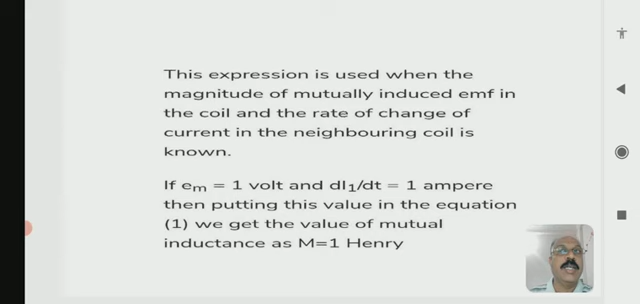 This expression is used when the
magnitude of mutually induced emf in
the coil and the rate of change of
current in the neighbouring coil is
known.
If em = 1 volt and dI1/dt = 1 ampere
then putting this value in the equation
(1) we get the value of mutual
inductance as M=1 Henry